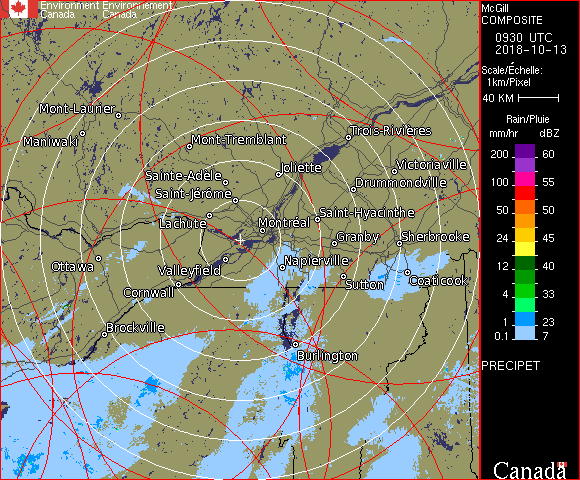 Environment Environnement
Canada Canada
McGill
COMPOSITE
0930 UTC
2018-10-13
Scale/Échelle:
1km/Pixel
40 KM
Rain/Pluie
mm/hr dBZ
200 60
150 55
100 55
50 50
24 45
12 40
4 33
1 23
0.1 7
PRECIPET
Mont-Laurier
Maniwaki
Mont-Tremblant
Trois-Rivières
Sainte-Adèle
Joliette
Victoriaville
Saint-Jérôme
Drummondville
Lachute
Montréal
Saint-Hyacinthe
Granby
Sherbrooke
Ottawa
Valleyfield
Napierville
Sutton
Coaticook
Cornwall
Brockville
Burlington
Canada